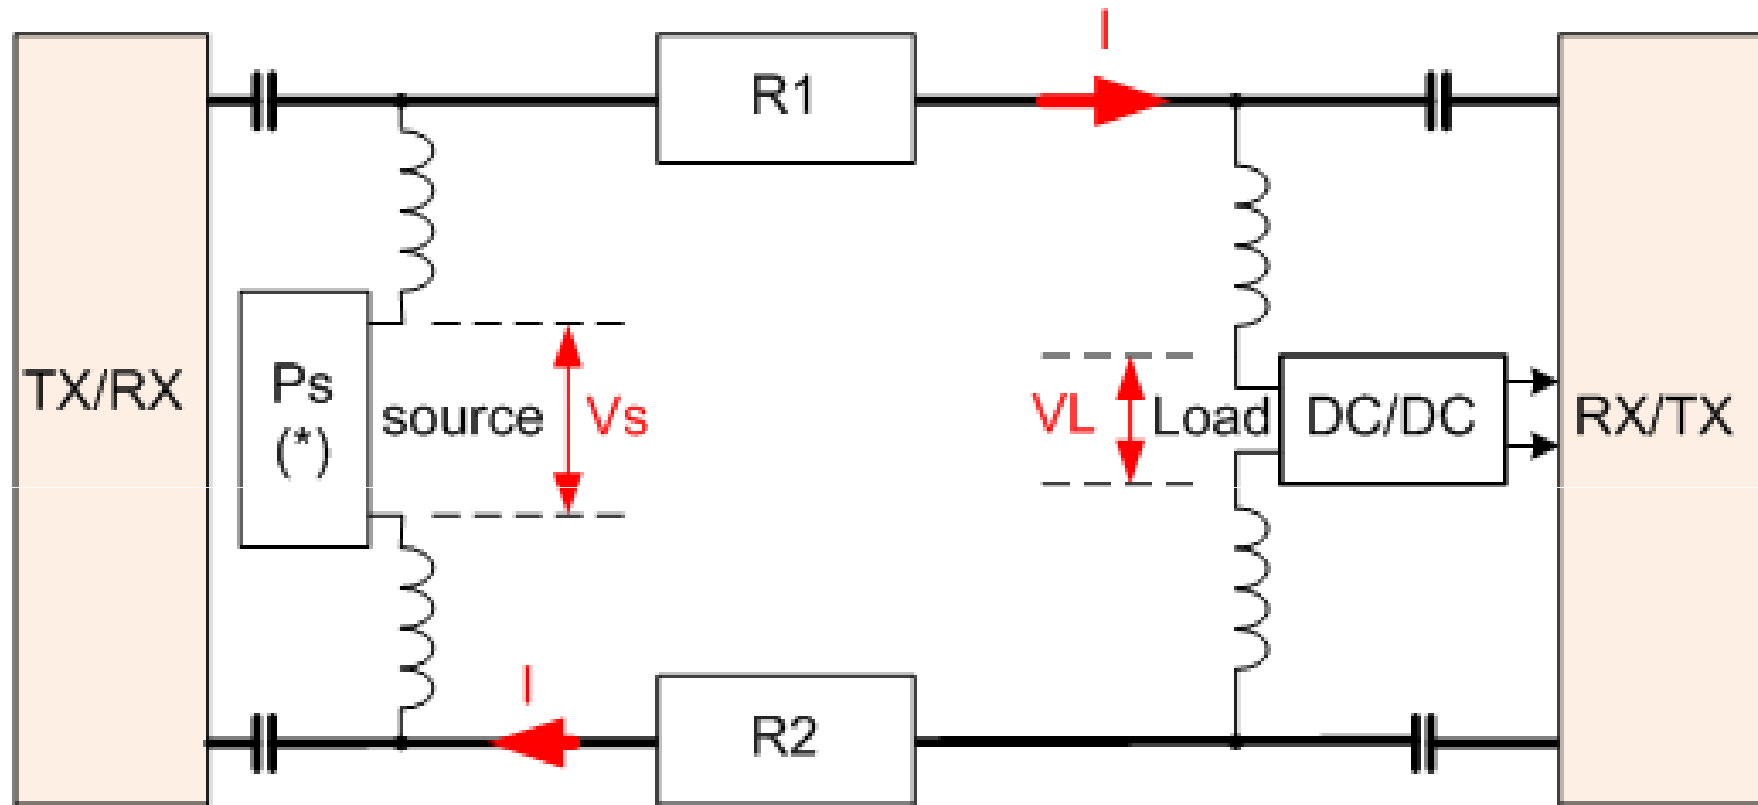 I
R1
TX/RX
Ps
(*)
source
Vs
VL
Load
DC/DC
RX/TX
I
R2